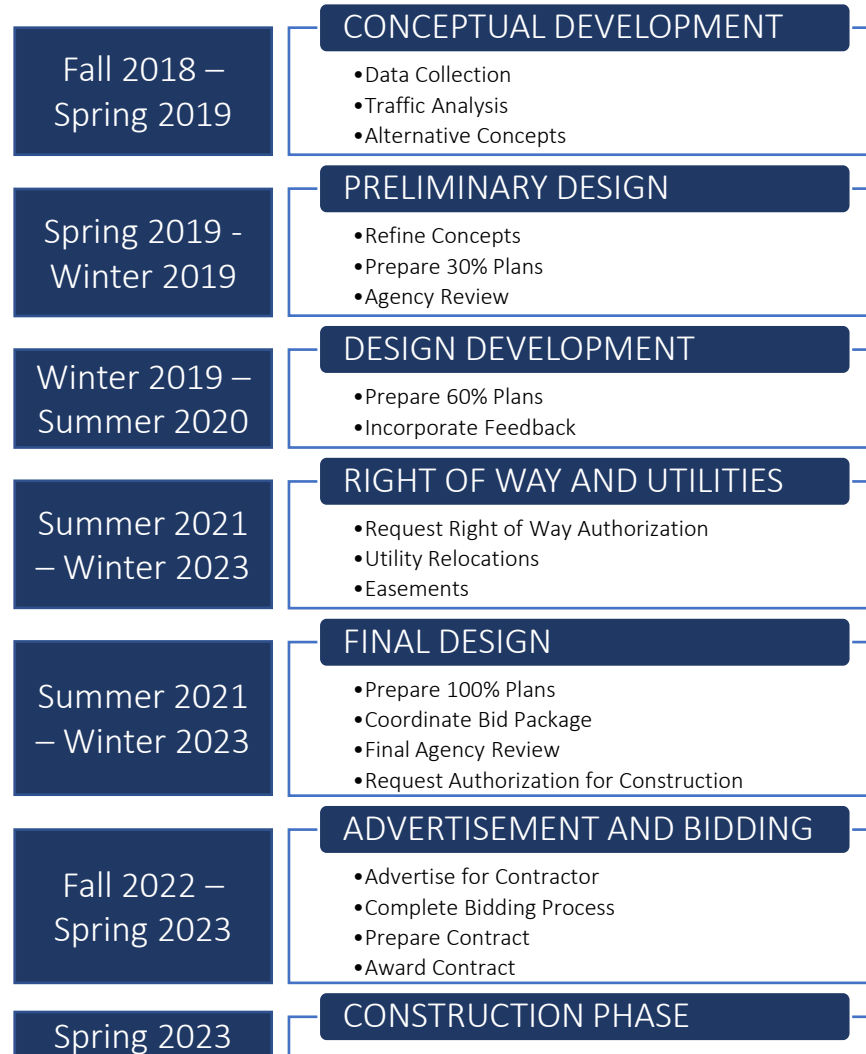 Fall 2018 –
Spring 2019
CONCEPTUAL DEVELOPMENT
•Data Collection
•Traffic Analysis
•Alternative Concepts
Spring 2019 -
Winter 2019
PRELIMINARY DESIGN
•Refine Concepts
•Prepare 30% Plans
•Agency Review
Winter 2019 –
Summer 2020
DESIGN DEVELOPMENT
•Prepare 60% Plans
•Incorporate Feedback
Summer 2021
– Winter 2023
RIGHT OF WAY AND UTILITIES
•Request Right of Way Authorization
•Utility Relocations
•Easements
Summer 2021
– Winter 2023
FINAL DESIGN
•Prepare 100% Plans
•Coordinate Bid Package
•Final Agency Review
•Request Authorization for Construction
Fall 2022 –
Spring 2023
ADVERTISEMENT AND BIDDING
•Advertise for Contractor
•Complete Bidding Process
•Prepare Contract
•Award Contract
Spring 2023
CONSTRUCTION PHASE